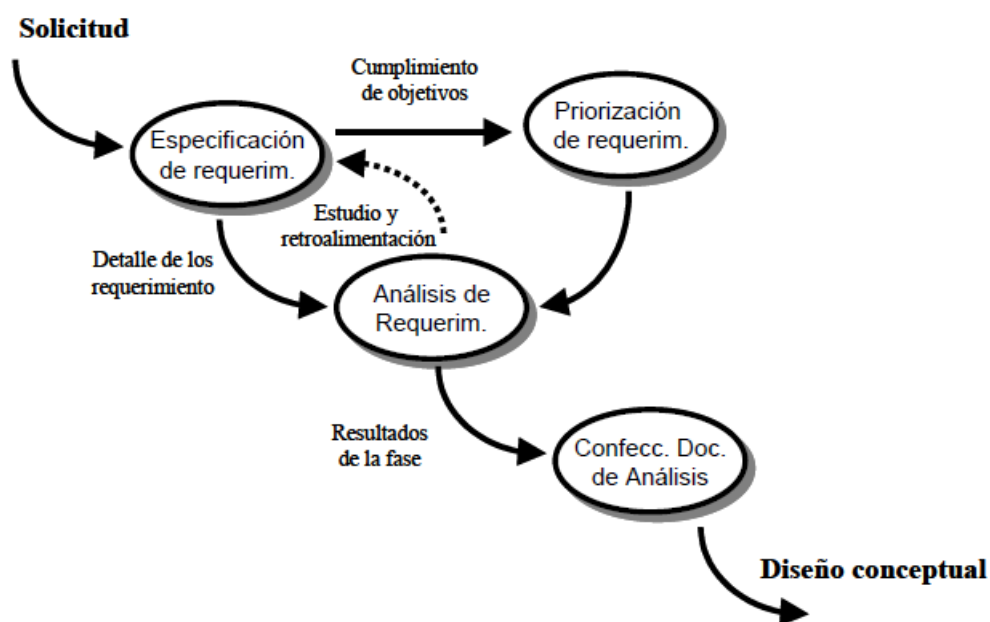 Solicitud
Cumplimiento
de objetivos
Priorización
de requerim.
Especificación
de requerim.
Estudio y
retroalimentación
Detalle de los
requerimiento
Análisis de
Requerim.
Resultados
de la fase
Confecc. Doc.
de Análisis
Diseño conceptual